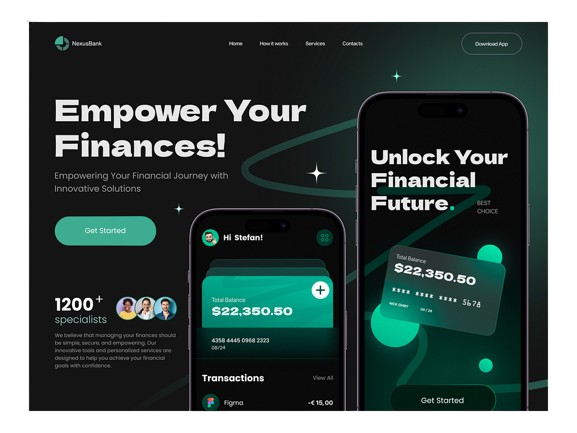 NexusBank
Home
How it works
Services
Contacts
Download App
Empower Your
Finances!
Empowering Your Financial Journey with
Innovative Solutions
Get Started
1200+
specialists
We believe that managing your finances should
be simple, secure, and empowering. Our
innovative tools and personalized services are
designed to help you achieve your financial
goals with confidence.
Hi Stefan!
Total Balance
$22,350.50
4358 4445 0968 2323
08/24
Transactions
View All
Figma
-€ 15,00
Unlock Your
Financial
Future.
BEST
CHOICE
Total Balance
$22,350.50
**** **** **** 5678
08/28
Get Started